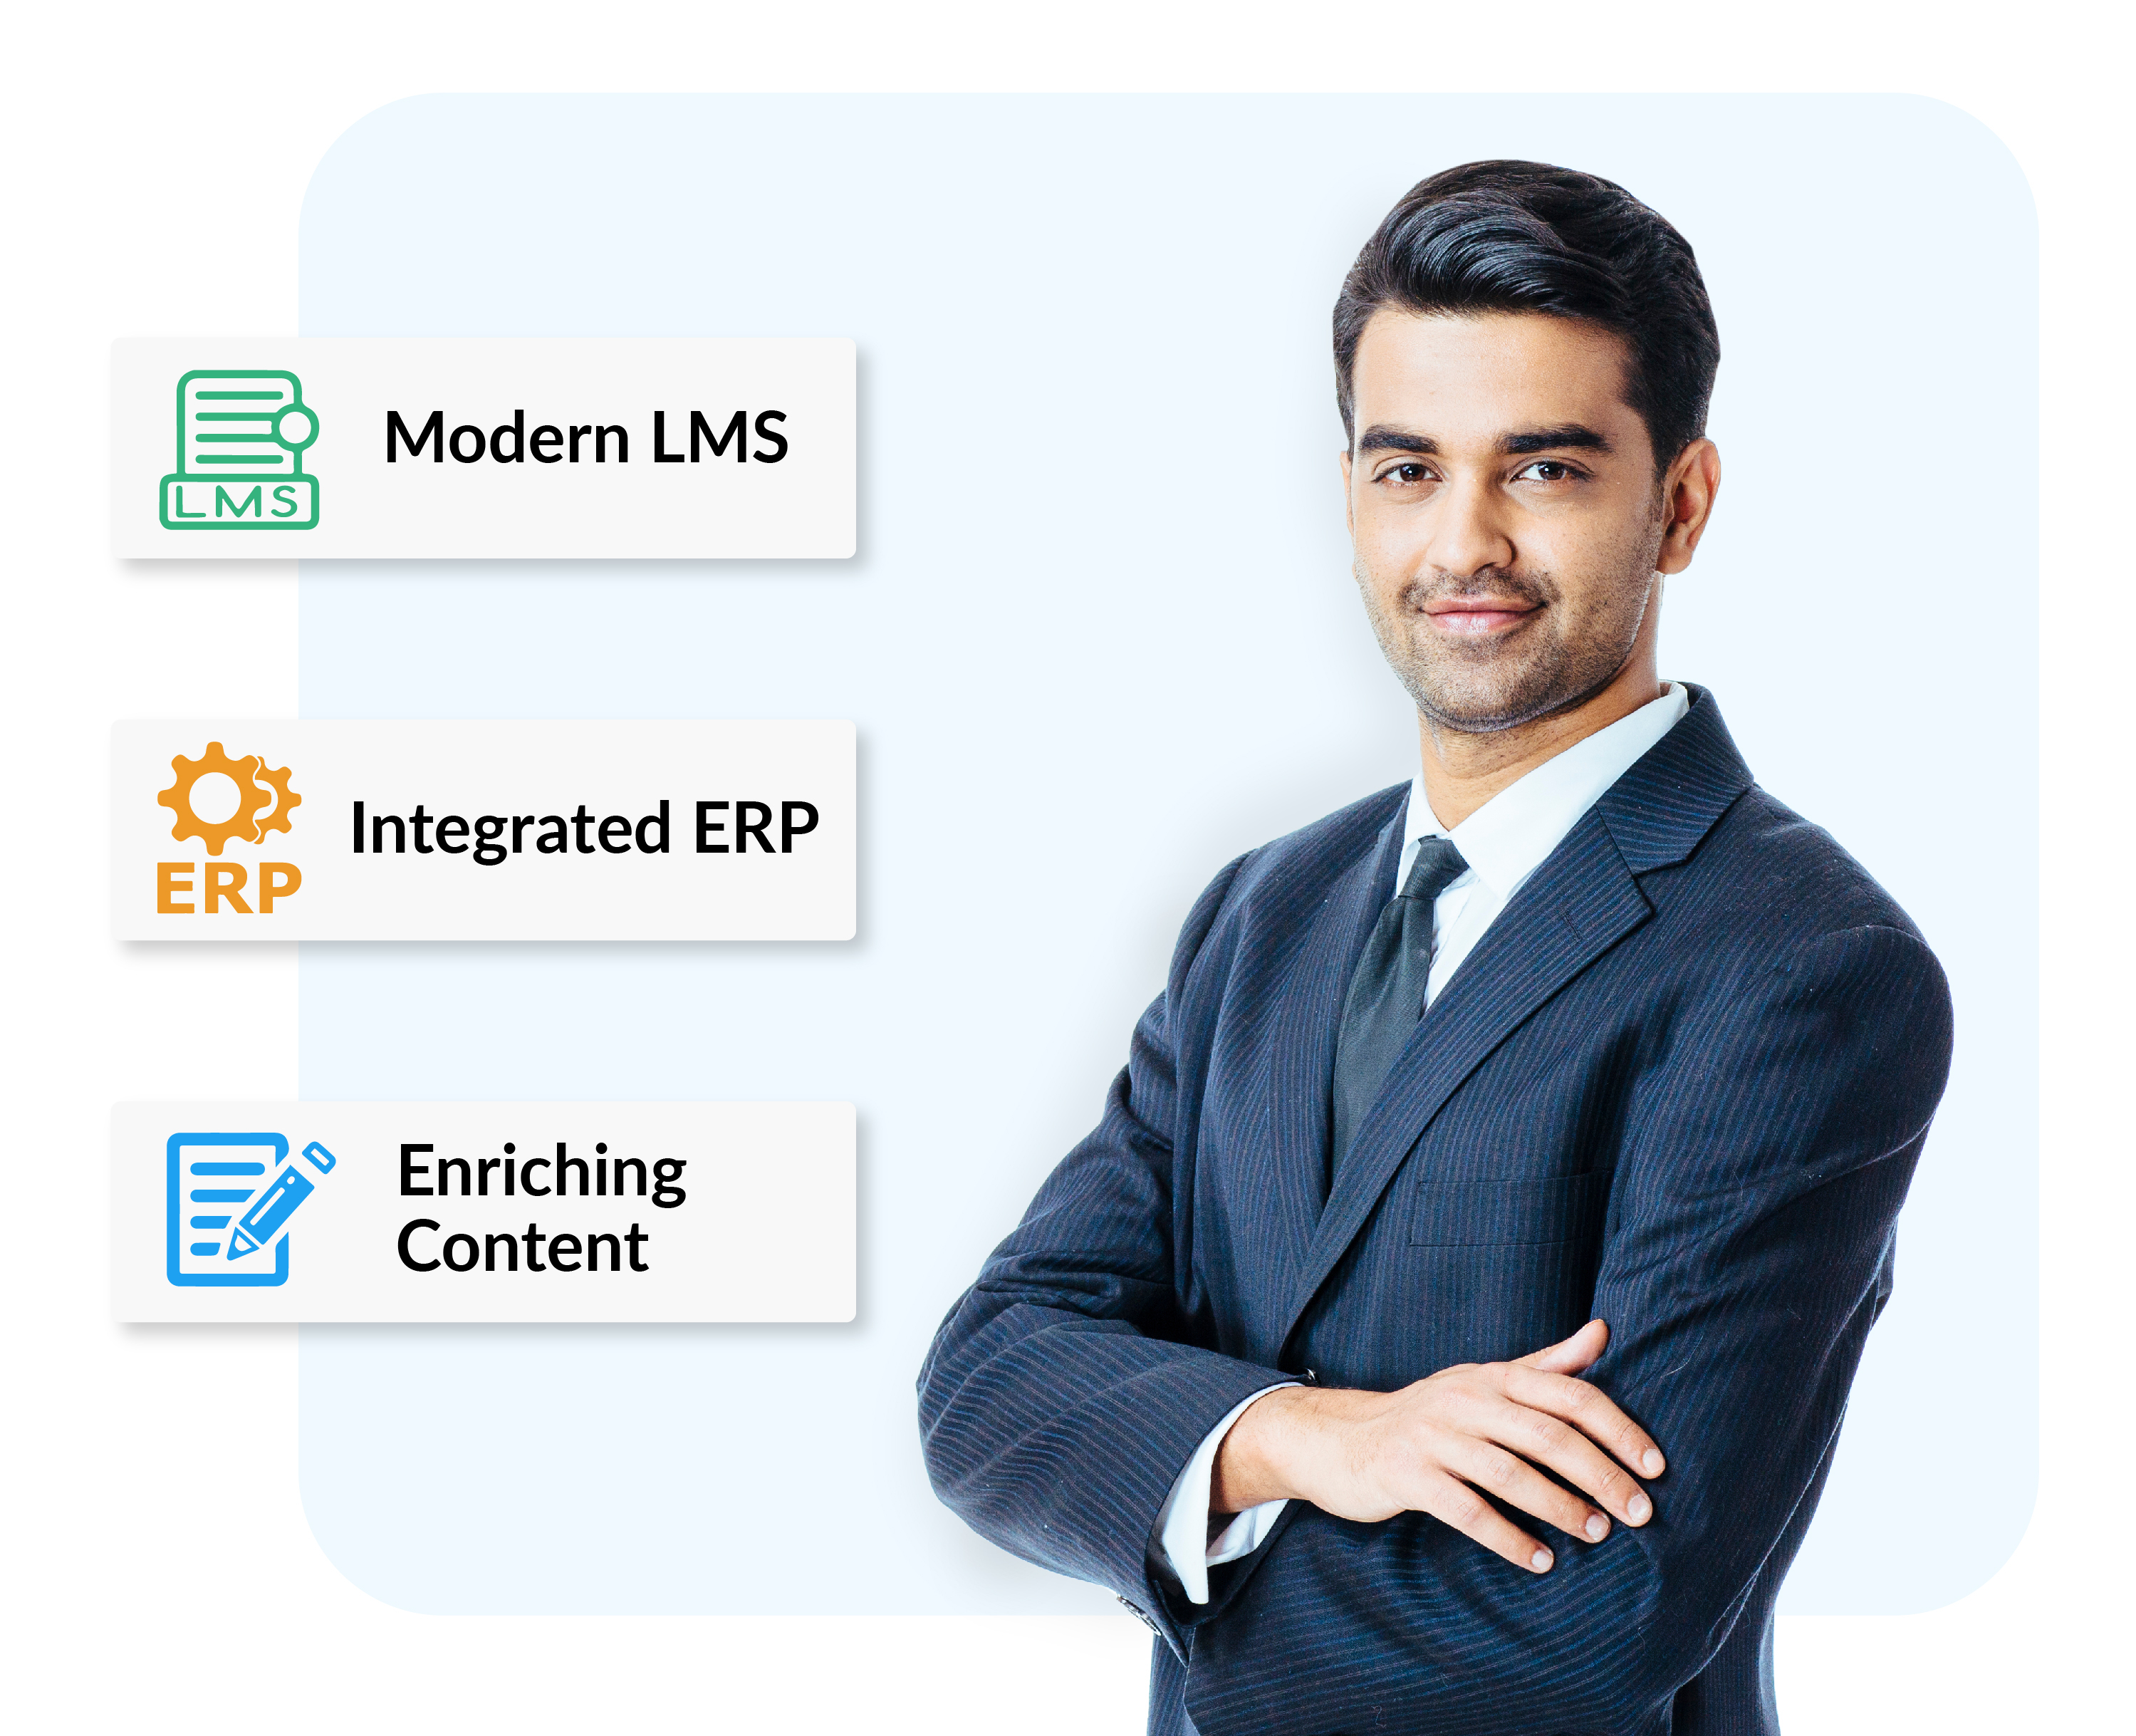 LMS
Modern LMS
ERP
Integrated ERP
Enriching
Content